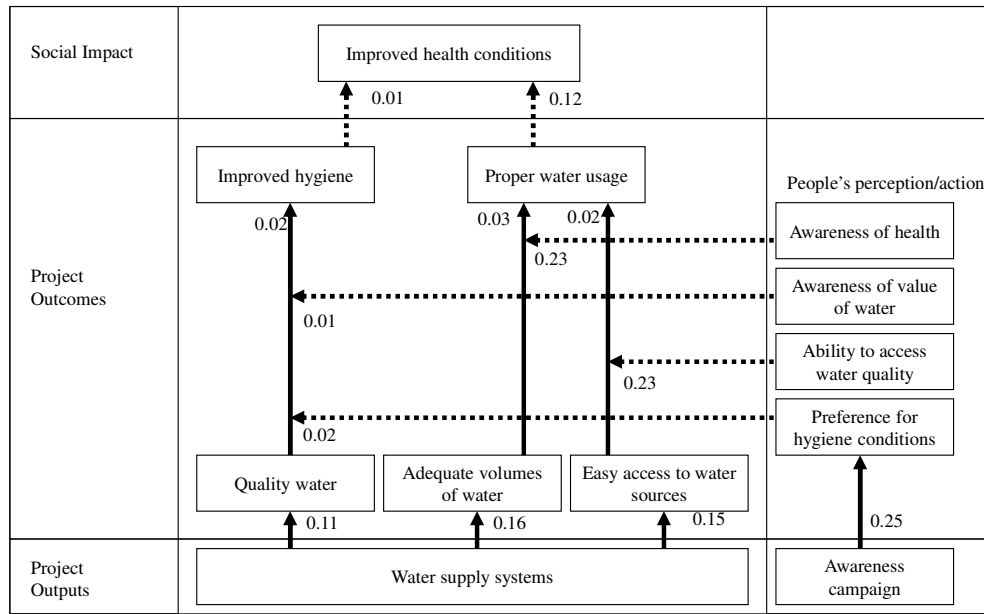 Social Impact
Improved health conditions
0.01
0.12
Improved hygiene
Proper water usage
People's perception/action
0.02
0.03
0.02
Awareness of health
0.23
Project
Outcomes
Awareness of value
of water
0.01
Ability to access
water quality
0.23
Preference for
hygiene conditions
0.02
Quality water
Adequate volumes
of water
Easy access to water
sources
0.11
0.16
0.15
0.25
Project
Outputs
Water supply systems
Awareness
campaign